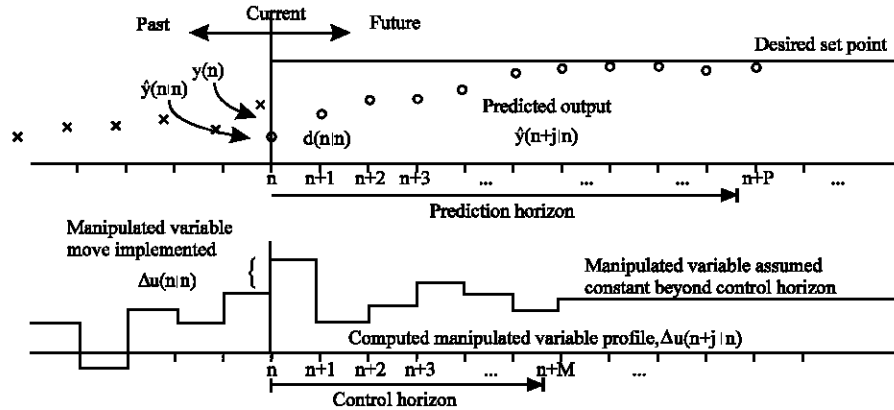 Current
Past
Future
Desired set point
y(n)
ŷ(n|n)
d(n|n)
Predicted output
ŷ(n+j|n)
n n+1 n+2 n+3 ... ... ... n+P ...
Prediction horizon
Manipulated variable
move implemented
Δu(n|n)
{
Manipulated variable assumed
constant beyond control horizon
Computed manipulated variable profile,Δu(n+j|n)
n n+1 n+2 n+3 ... n+M ...
Control horizon